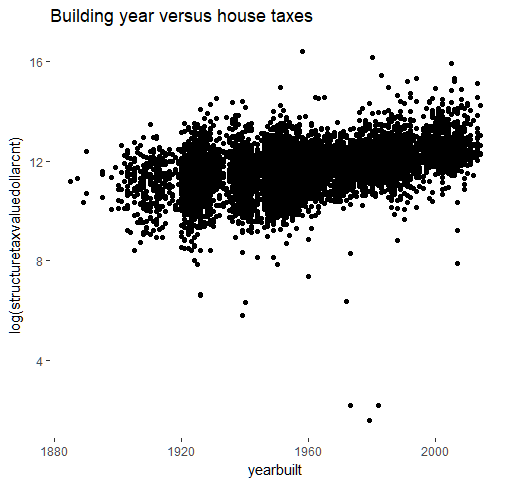 Building year versus house taxes
16
12
8
4
log(structuretaxvaluedollarcnt)
1880 1920 1960 2000
yearbuilt